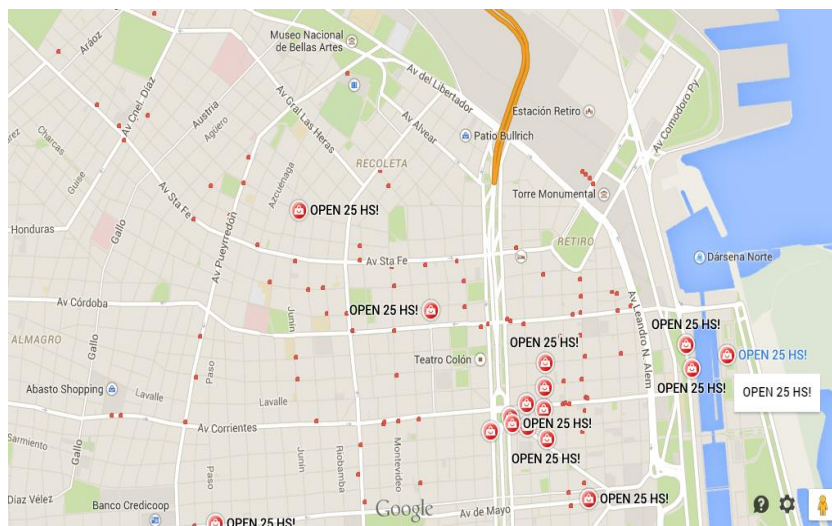 Aráoz
Museo Nacional
de Bellas Artes
Av Cnel. Díaz
Austria
Agüero
Av Gral Las Heras
Av del Libertador
Estación Retiro
Av Comodoro Py
Charcas
Av Alvear
Patio Bullrich
Guise
RECOLETA
Azcuénaga
Av Sta Fe
Torre Monumental
OPEN 25 HS!
Honduras
Gallo
Av Pueyrredón
RETIRO
Av Sta Fe
Dársena Norte
Av Córdoba
Junín
OPEN 25 HS!
Av Leandro N. Alem
ALMAGRO
Gallo
Paso
Teatro Colón
OPEN 25 HS!
OPEN 25 HS!
OPEN 25 HS!
Abasto Shopping
Lavalle
Lavalle
OPEN 25 HS!
OPEN 25 HS!
Av Corrientes
OPEN 25 HS!
Sarmiento
Gallo
Junín
Riobamba
Montevideo
OPEN 25 HS!
Díaz Vélez
Paso
Banco Credicoop
OPEN 25 HS!
Google
Av de Mayo
OPEN 25 HS!